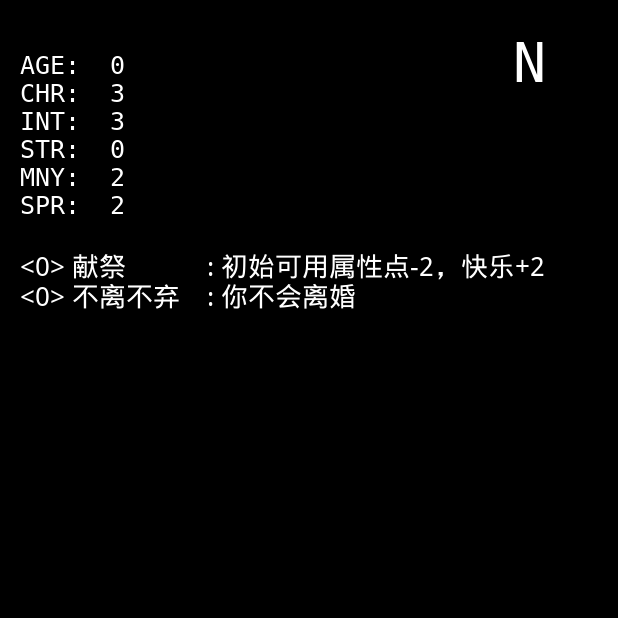 N
AGE: 0
CHR: 3
INT: 3
STR: 0
MNY: 2
SPR: 2
<O> 献祭 : 初始可用属性点-2，快乐+2
<O> 不离不弃 : 你不会离婚